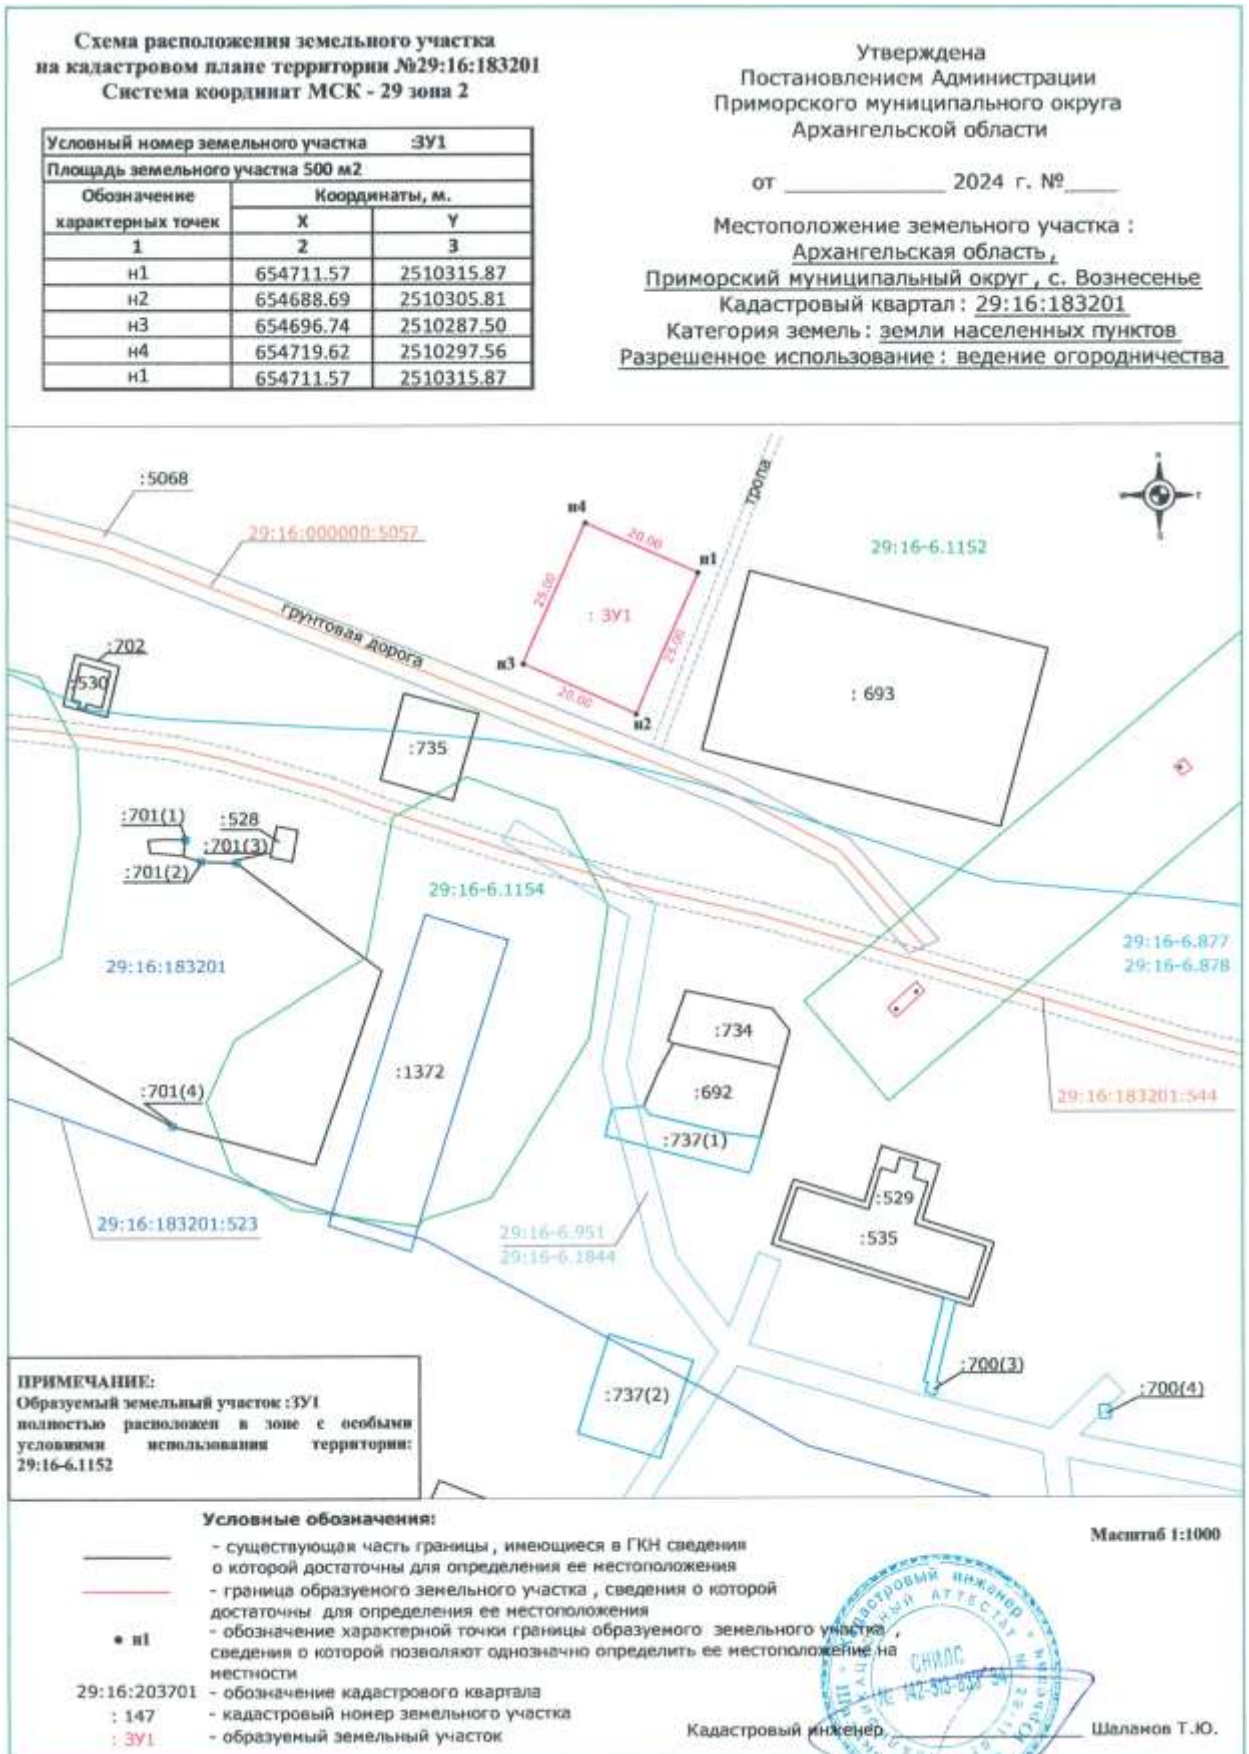 Схема расположения земельного участка
на кадастровом плане территории №29:16:183201
Система координат МСК - 29 зона 2
Условный номер земельного участка :ЗУ1
Площадь земельного участка 500 м2
Обозначение характерных точек
Координаты, м.
X Y
1 2 3
н1 654711.57 2510315.87
н2 654688.69 2510305.81
н3 654696.74 2510287.50
н4 654719.62 2510297.56
н1 654711.57 2510315.87
Утверждена
Постановлением Администрации
Приморского муниципального округа
Архангельской области
от ____________ 2024 г. №____
Местоположение земельного участка :
Архангельская область,
Приморский муниципальный округ, с. Вознесенье
Кадастровый квартал : 29:16:183201
Категория земель : земли населенных пунктов
Разрешенное использование : ведение огородничества
:5068
29:16:000000:5057
н4
20.00
н1
тропа
29:16-6.1152
25.00
: ЗУ1
25.00
грунтовая дорога
н3
20.00
н2
: 693
:702
:530
:735
:701(1)
:528
:701(3)
:701(2)
29:16-6.1154
29:16:183201
29:16-6.877
29:16-6.878
:734
:1372
:692
:701(4)
:737(1)
29:16:183201:544
29:16:183201:523
29:16-6.951
29:16-6.1844
:529
:535
:700(3)
:700(4)
:737(2)
ПРИМЕЧАНИЕ:
Образуемый земельный участок :ЗУ1
полностью расположен в зоне с особыми
условиями использования территории:
29:16-6.1152
Условные обозначения:
Масштаб 1:1000
- существующая часть границы , имеющиеся в ГКН сведения
о которой достаточны для определения ее местоположения
- граница образуемого земельного участка , сведения о которой
достаточны для определения ее местоположения
• н1 - обозначение характерной точки границы образуемого земельного участка ,
сведения о которой позволяют однозначно определить ее местоположение на
местности
29:16:203701 - обозначение кадастрового квартала
: 147 - кадастровый номер земельного участка
: ЗУ1 - образуемый земельный участок
Кадастровый инженер ____________ Шаламов Т.Ю.
Кадастровый инженер
СНИЛС